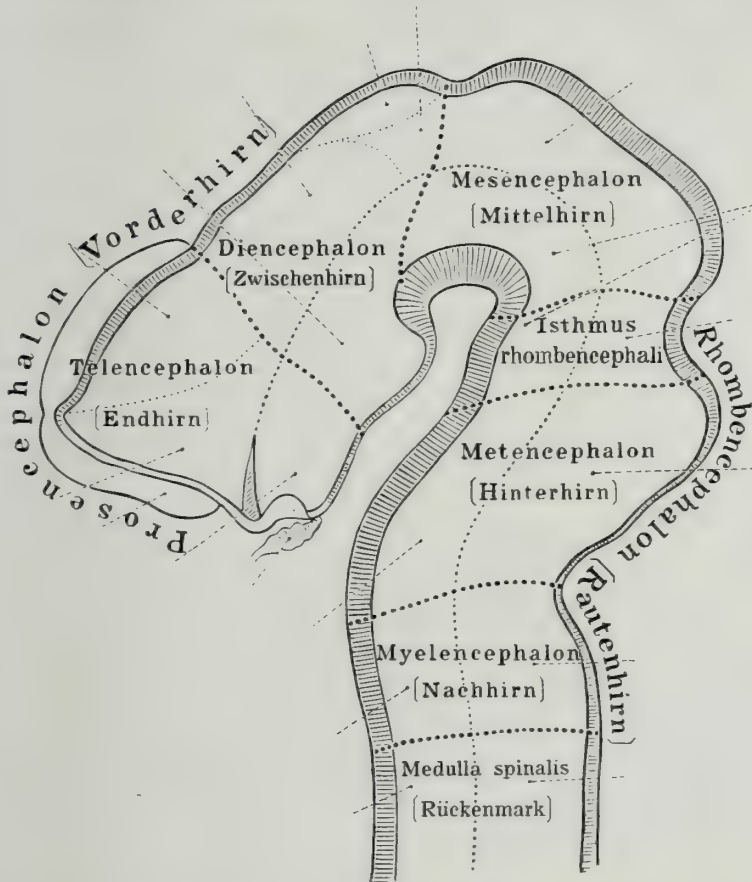 Prosencephalon (Vorderhirn)
Mesencephalon
(Mittelhirn)
Diencephalon
(Zwischenhirn)
Isthmus
rhombencephali
Telencephalon
(Endhirn)
Rhombencephalon (Rautenhirn)
Metencephalon
(Hinterhirn)
Myelencephalon
(Nachhirn)
Medulla spinalis
(Rückenmark)